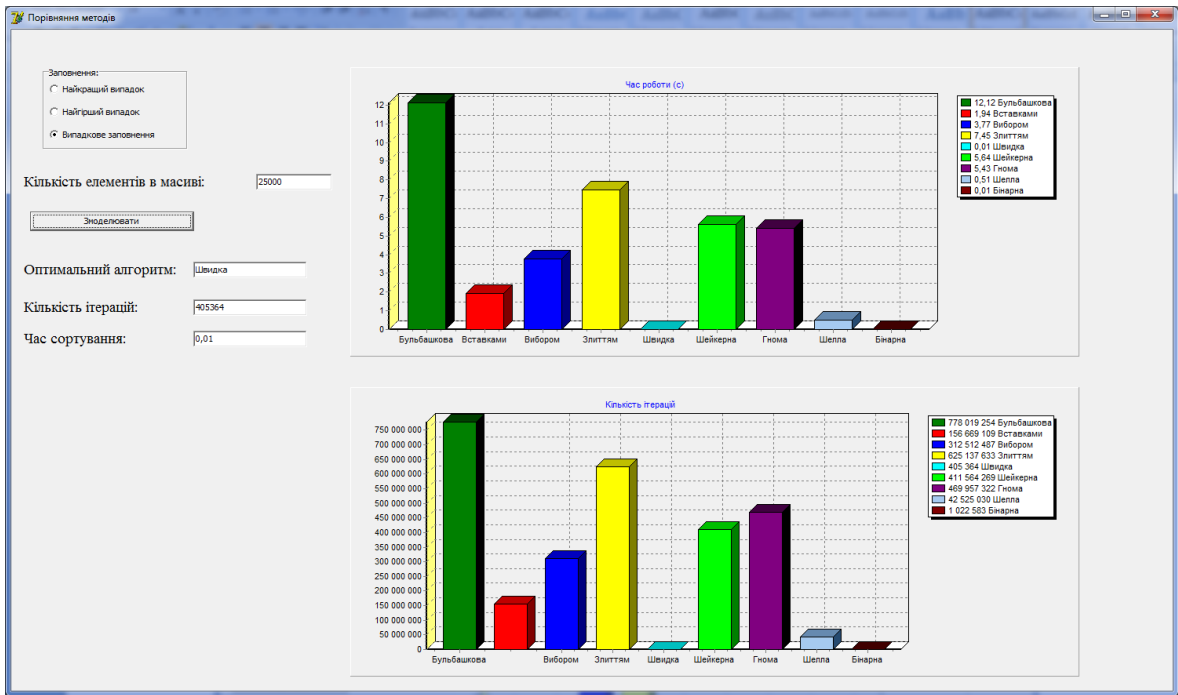 Порівняння методів
Заповнення:
Найкращий випадок
Найгірший випадок
Випадкове заповнення
Кількість елементів в масиві:
25000
Змоделювати
Оптимальний алгоритм:
Швидка
Кількість ітерацій:
405364
Час сортування:
0,01
Час роботи (с)
12
11
10
9
8
7
6
5
4
3
2
1
0
Бульбашкова Вставками Вибором Злиттям Швидка Шейкерна Гнома Шелла Бінарна
12,12 Бульбашкова
1,94 Вставками
3,77 Вибором
7,45 Злиттям
0,01 Швидка
5,64 Шейкерна
5,43 Гнома
0,51 Шелла
0,01 Бінарна
Кількість ітерацій
750 000 000
700 000 000
650 000 000
600 000 000
550 000 000
500 000 000
450 000 000
400 000 000
350 000 000
300 000 000
250 000 000
200 000 000
150 000 000
100 000 000
50 000 000
0
Бульбашкова Вибором Злиттям Швидка Шейкерна Гнома Шелла Бінарна
778 019 254 Бульбашкова
156 669 109 Вставками
312 512 487 Вибором
625 137 633 Злиттям
405 364 Швидка
411 564 269 Шейкерна
469 957 322 Гнома
42 525 030 Шелла
1 022 583 Бінарна